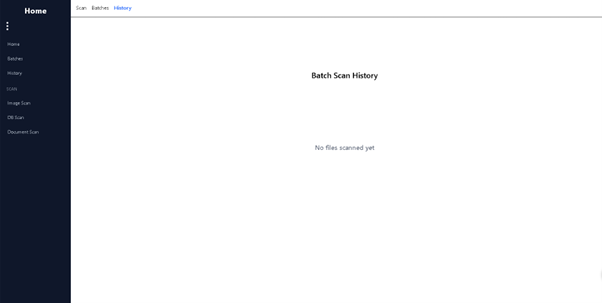 Home
Home
Batches
History
Scan
Image Scan
DB Scan
Document Scan
Scan Batches History
Batch Scan History
No files scanned yet